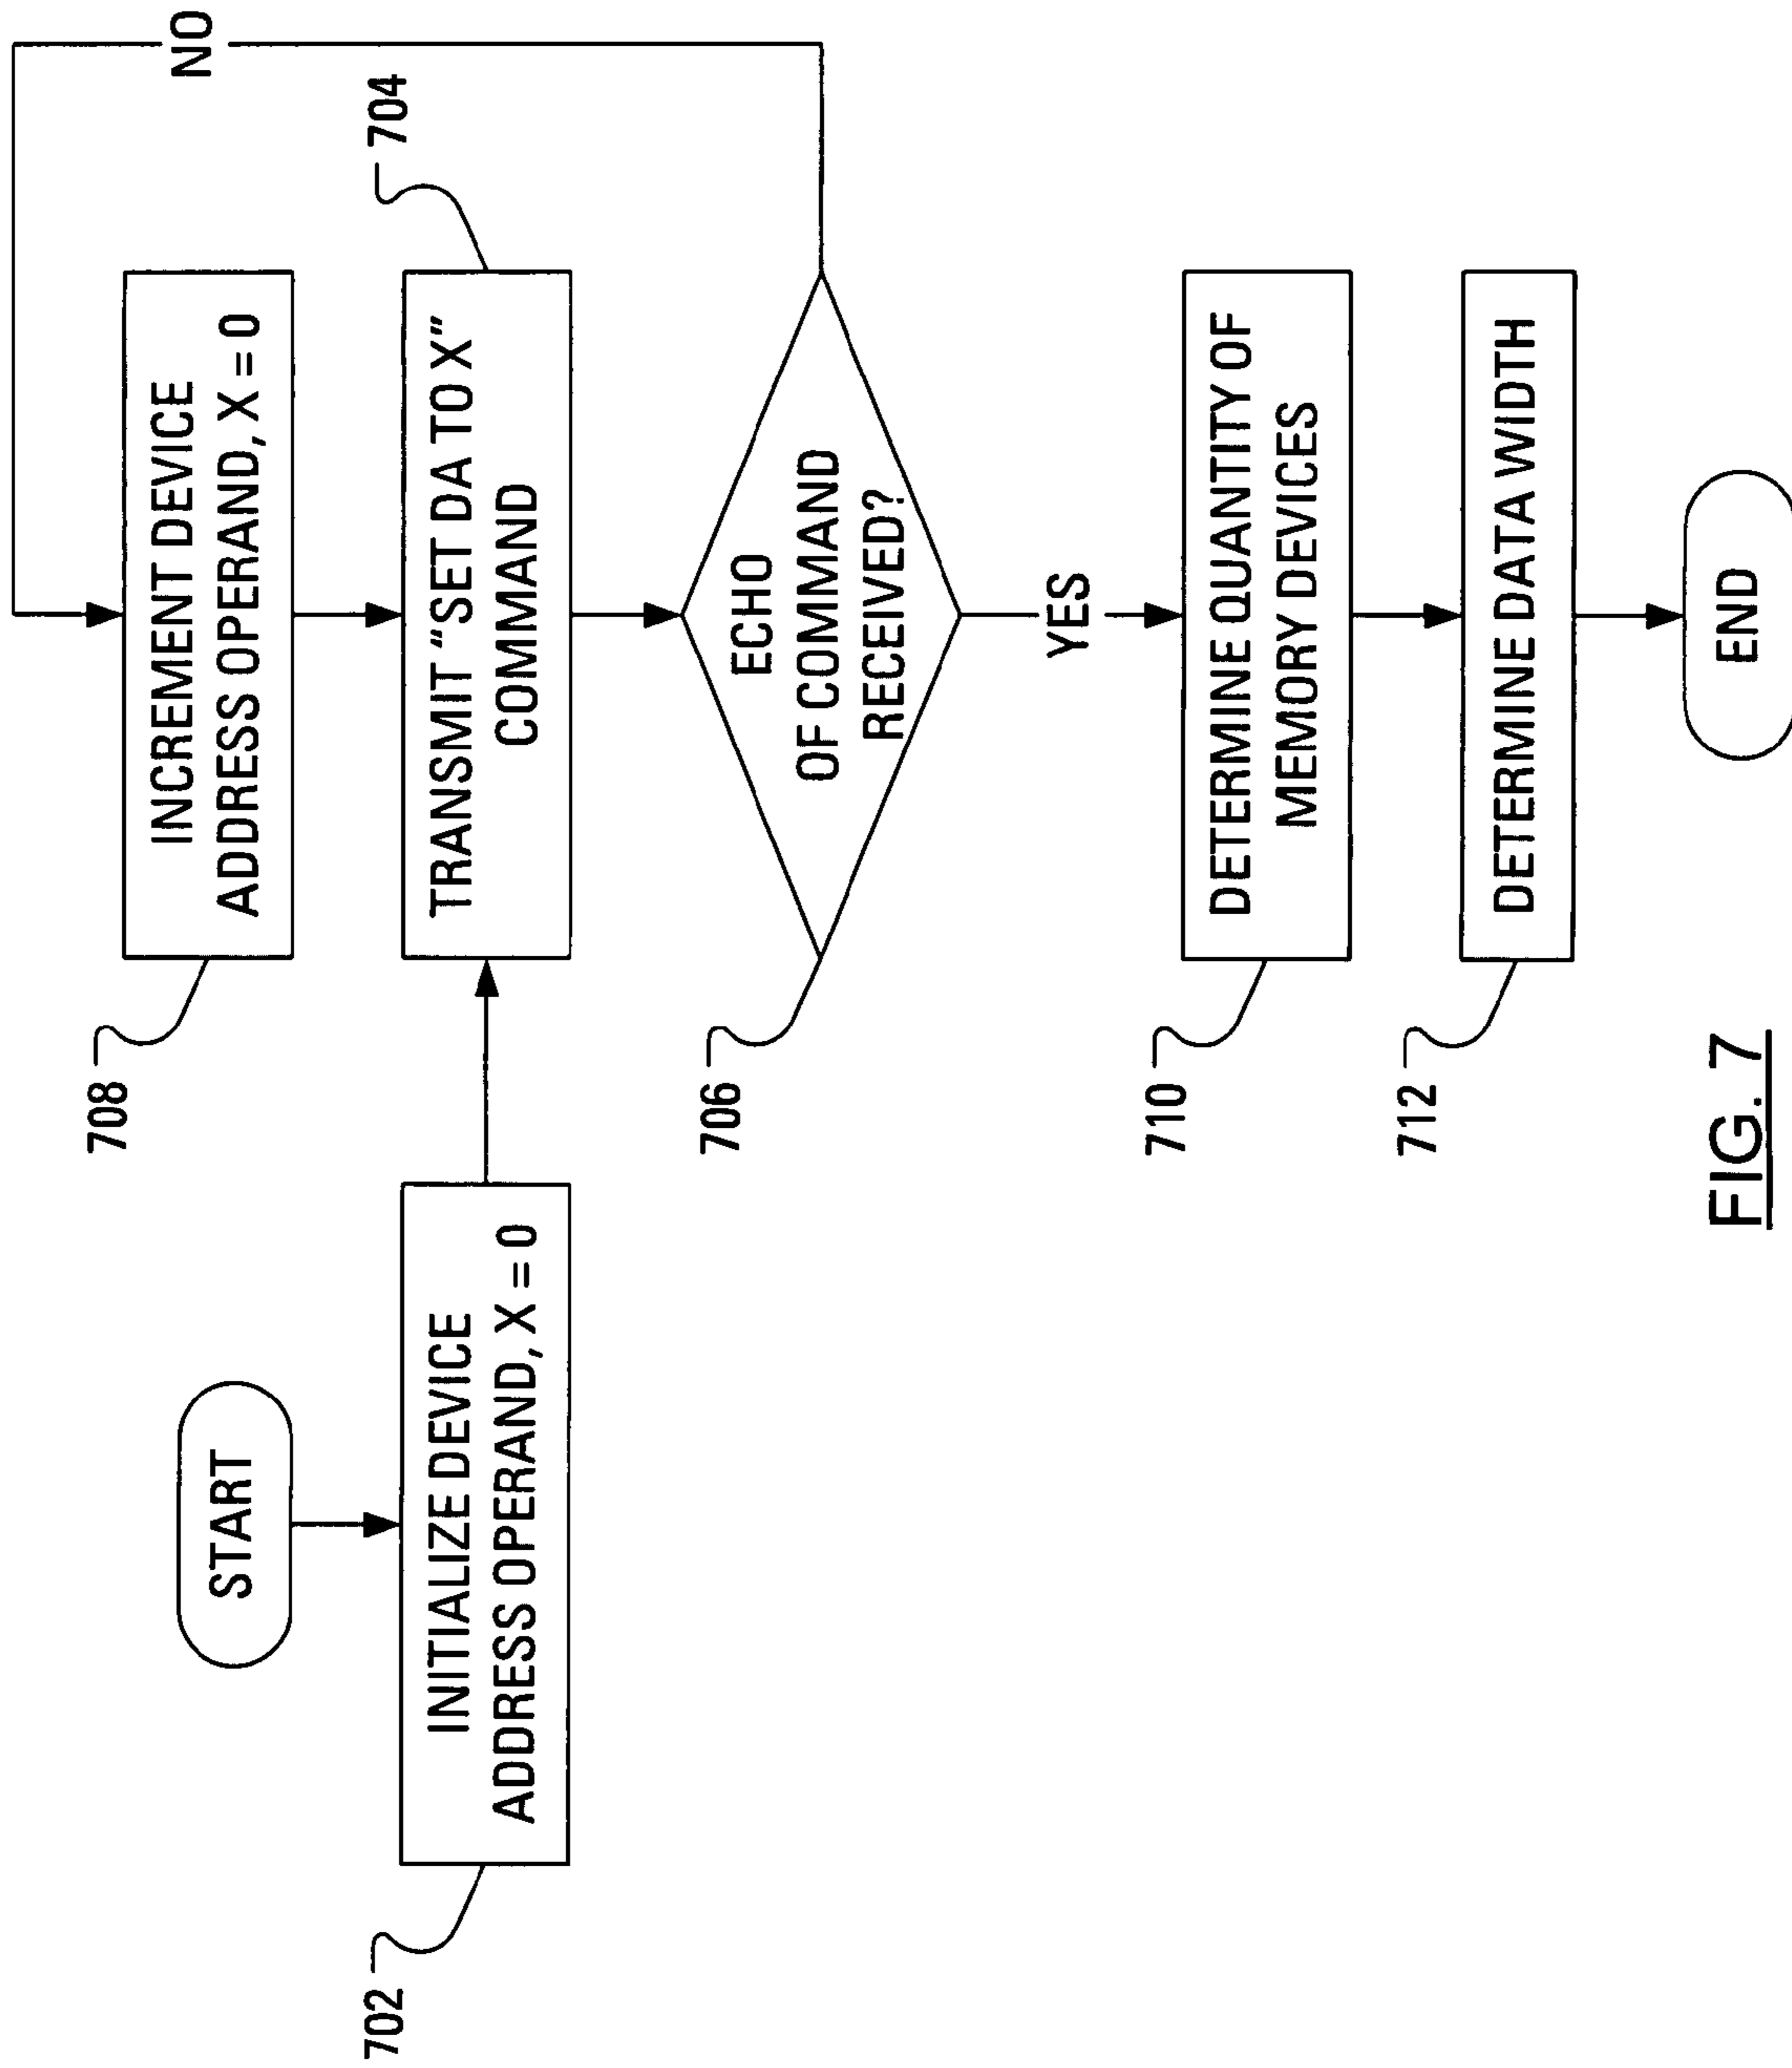 START
702
INITIALIZE DEVICE
ADDRESS OPERAND, X = 0
708
INCREMENT DEVICE
ADDRESS OPERAND, X = 0
704
TRANSMIT "SET DA TO X"
COMMAND
706
ECHO
OF COMMAND
RECEIVED?
NO
YES
710
DETERMINE QUANTITY OF
MEMORY DEVICES
712
DETERMINE DATA WIDTH
END
FIG. 7